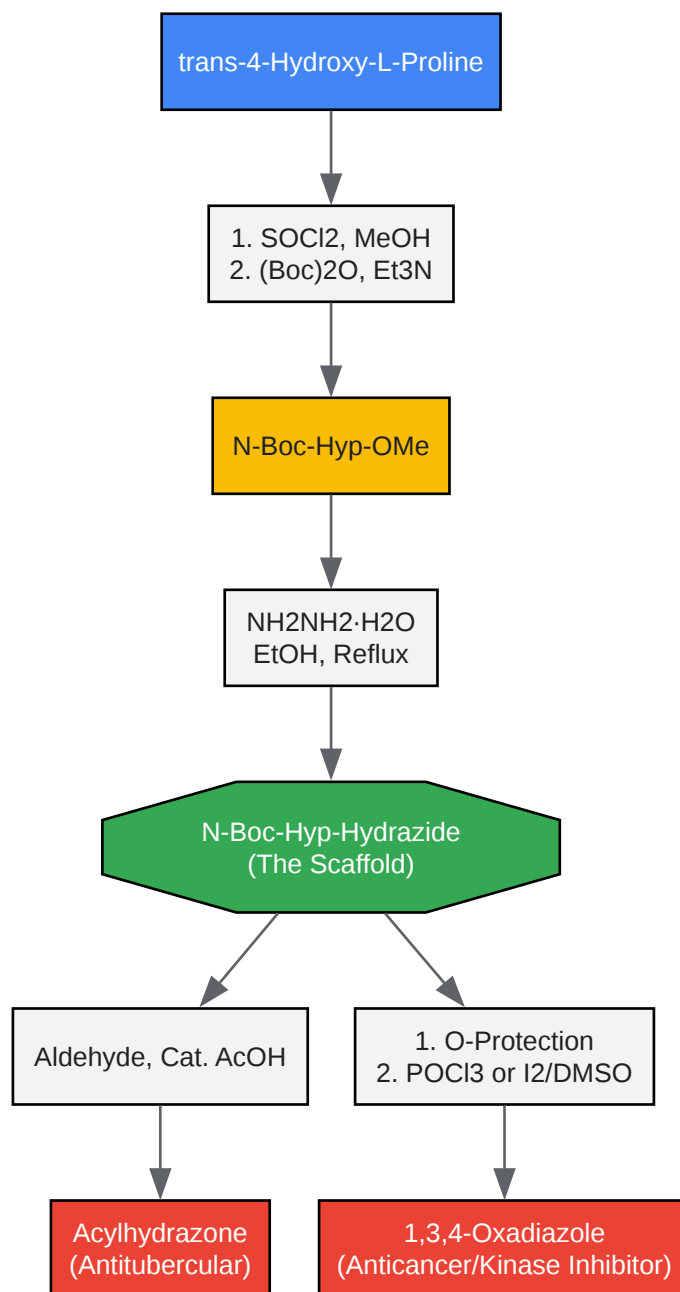 trans-4-Hydroxy-L-Proline
1. SOCl2, MeOH
2. (Boc)2O, Et3N
N-Boc-Hyp-OMe
NH2NH2·H2O
EtOH, Reflux
N-Boc-Hyp-Hydrazide
(The Scaffold)
Aldehyde, Cat. AcOH
1. O-Protection
2. POCl3 or I2/DMSO
Acylhydrazone
(Antitubercular)
1,3,4-Oxadiazole
(Anticancer/Kinase Inhibitor)